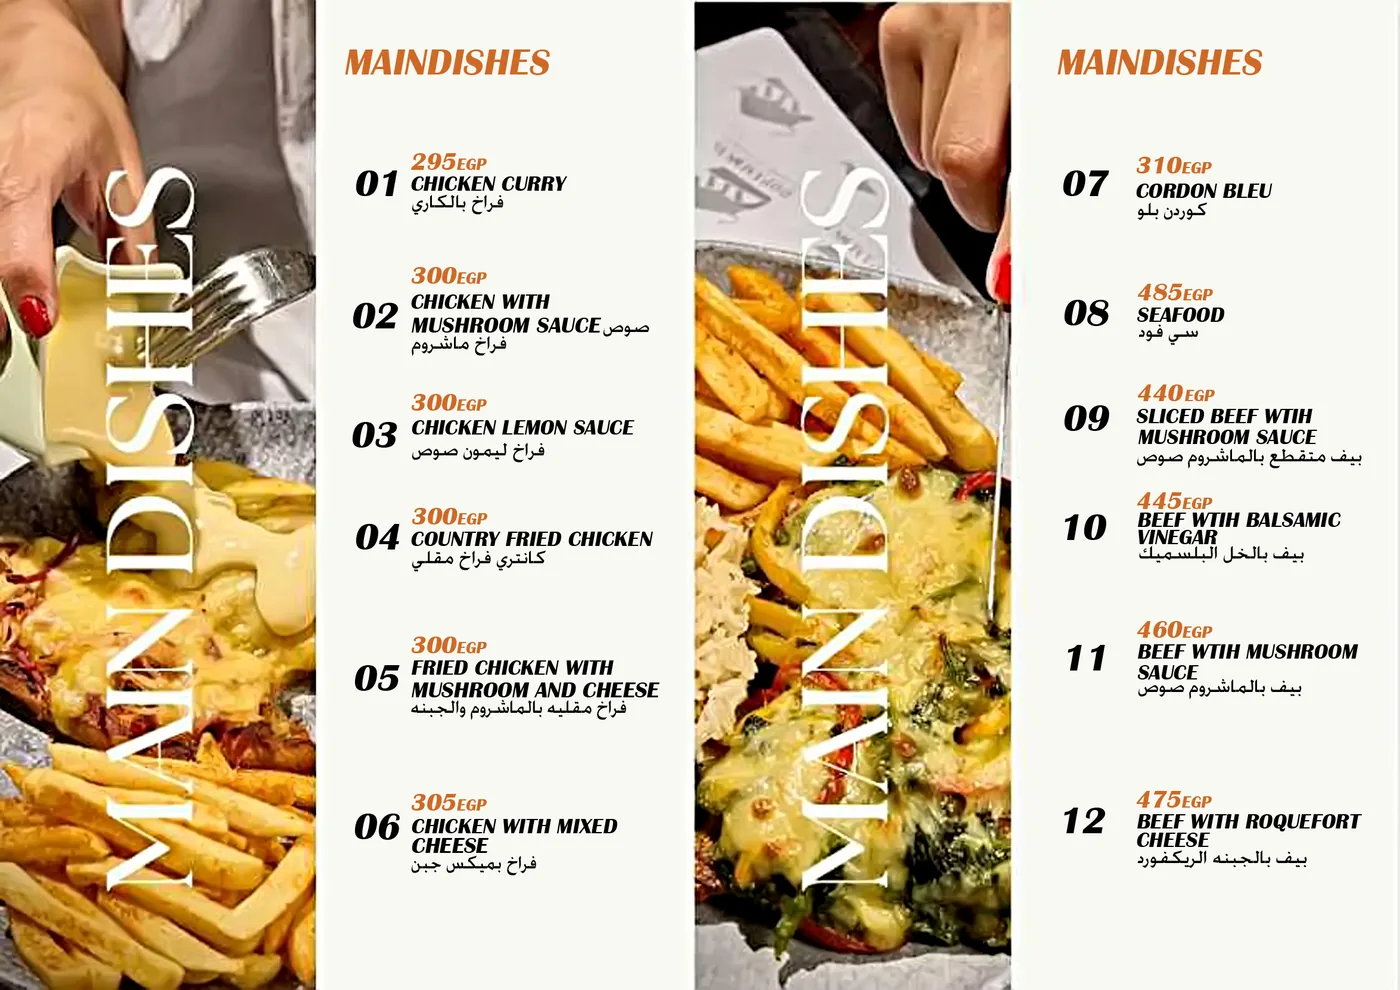 MAIN DISHES
MAINDISHES
01
295EGP
CHICKEN CURRY
فراخ بالكاري
02
300EGP
CHICKEN WITH
MUSHROOM SAUCE صوص
فراخ ماشروم
03
300EGP
CHICKEN LEMON SAUCE
فراخ ليمون صوص
04
300EGP
COUNTRY FRIED CHICKEN
كانتري فراخ مقلي
05
300EGP
FRIED CHICKEN WITH
MUSHROOM AND CHEESE
فراخ مقليه بالماشروم والجبنه
06
305EGP
CHICKEN WITH MIXED
CHEESE
فراخ بميكس جبن
MAIN DISHES
MAINDISHES
07
310EGP
CORDON BLEU
كوردن بلو
08
485EGP
SEAFOOD
سي فود
09
440EGP
SLICED BEEF WTIH
MUSHROOM SAUCE
بيف متقطع بالماشروم صوص
10
445EGP
BEEF WTIH BALSAMIC
VINEGAR
بيف بالخل البلسميك
11
460EGP
BEEF WTIH MUSHROOM
SAUCE
بيف بالماشروم صوص
12
475EGP
BEEF WITH ROQUEFORT
CHEESE
بيف بالجبنه الريكفورد